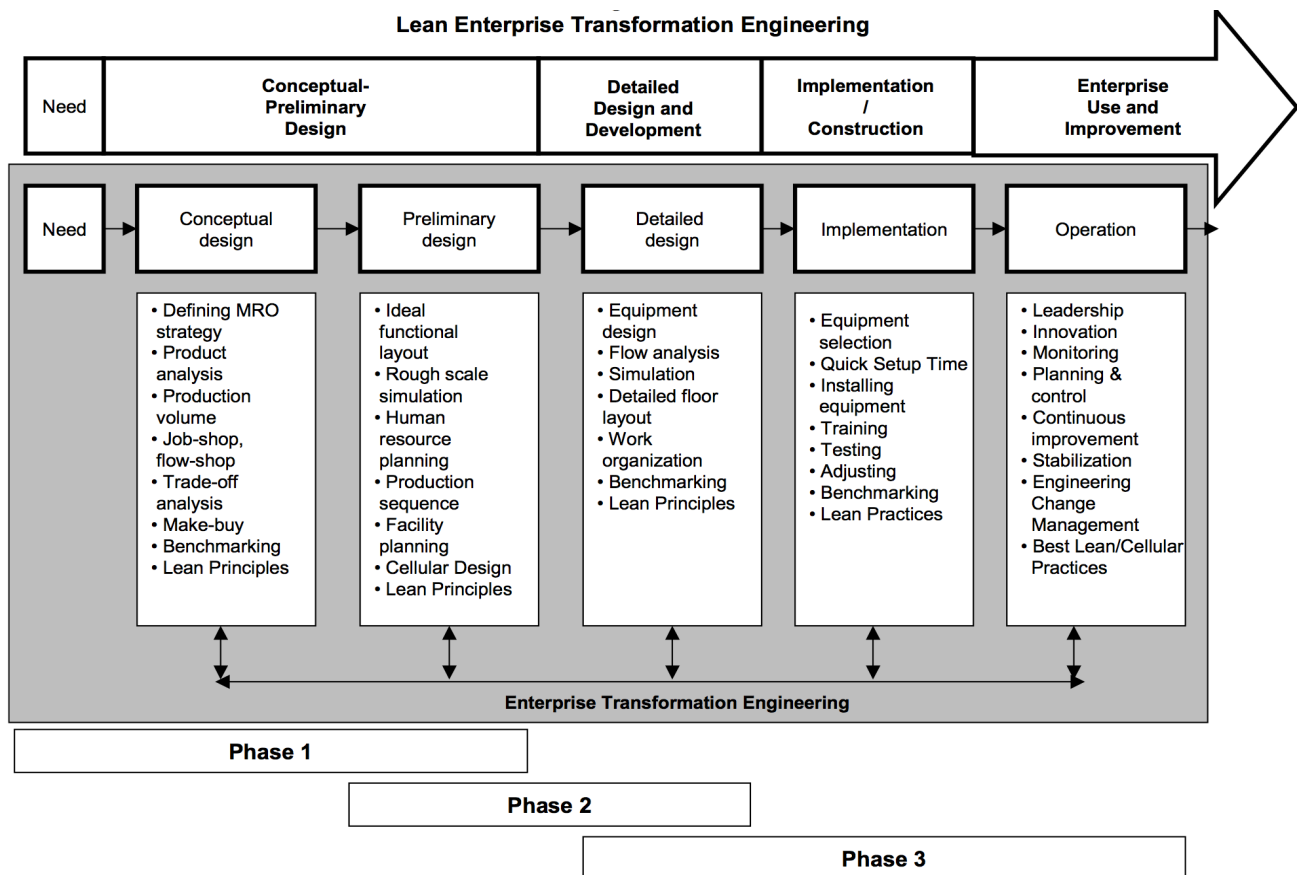 Lean Enterprise Transformation Engineering
Need
Conceptual-
Preliminary
Design
Detailed
Design and
Development
Implementation
/
Construction
Enterprise
Use and
Improvement
Need
Conceptual
design
Preliminary
design
Detailed
design
Implementation
Operation
• Defining MRO
strategy
• Product
analysis
• Production
volume
• Job-shop,
flow-shop
• Trade-off
analysis
• Make-buy
• Benchmarking
• Lean Principles
• Ideal
functional
layout
• Rough scale
simulation
• Human
resource
planning
• Production
sequence
• Facility
planning
• Cellular Design
• Lean Principles
• Equipment
design
• Flow analysis
• Simulation
• Detailed floor
layout
• Work
organization
• Benchmarking
• Lean Principles
• Equipment
selection
• Quick Setup Time
• Installing
equipment
• Training
• Testing
• Adjusting
• Benchmarking
• Lean Practices
• Leadership
• Innovation
• Monitoring
• Planning &
control
• Continuous
improvement
• Stabilization
• Engineering
Change
Management
• Best Lean/Cellular
Practices
Enterprise Transformation Engineering
Phase 1
Phase 2
Phase 3